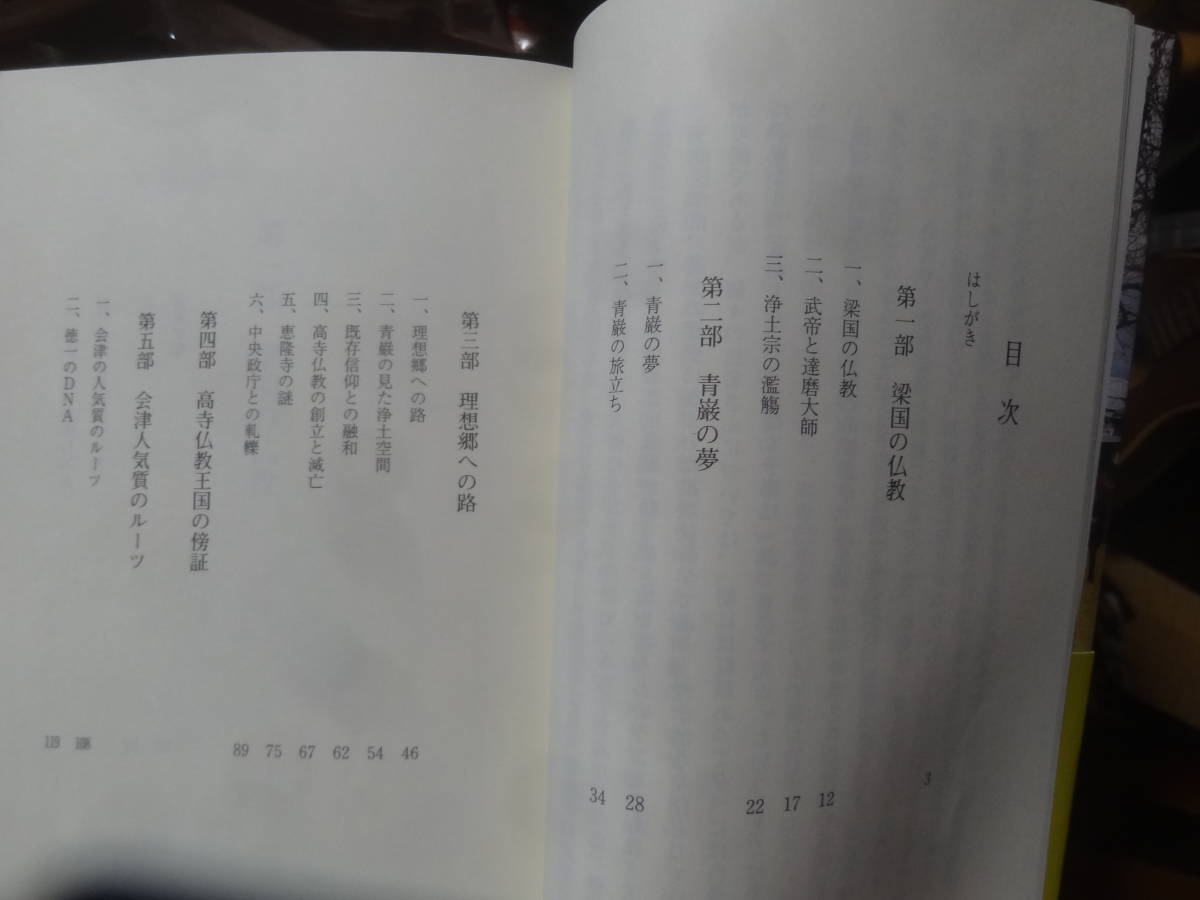 目次
はしがき 3
第一部 梁国の仏教
一、梁国の仏教 12
二、武帝と達磨大師 17
三、浄土宗の濫觴 22
第二部 青巌の夢
一、青巌の夢 28
二、青巌の旅立ち 34
第三部 理想郷への路
一、理想郷への路 46
二、青巌の見た浄土空間 54
三、既存信仰との融和 62
四、高寺仏教の創立と滅亡 67
五、恵隆寺の謎 75
六、中央政庁との軋轢 89
第四部 高寺仏教王国の傍証
第五部 会津人気質のルーツ
一、会津の人気質のルーツ 108
二、徳一のDNA 119